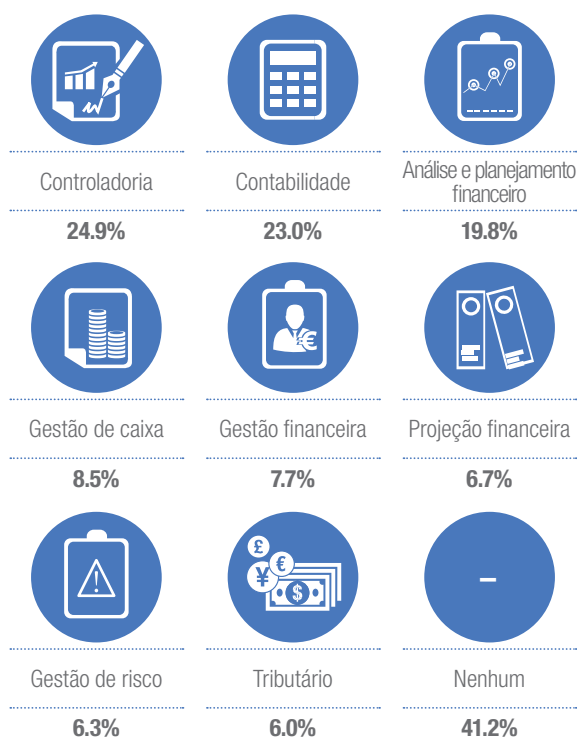 Controladoria
24.9%
Contabilidade
23.0%
Análise e planejamento
financeiro
19.8%
Gestão de caixa
8.5%
Gestão financeira
7.7%
Projeção financeira
6.7%
Gestão de risco
6.3%
£
¥
€
$
Tributário
6.0%
–
Nenhum
41.2%